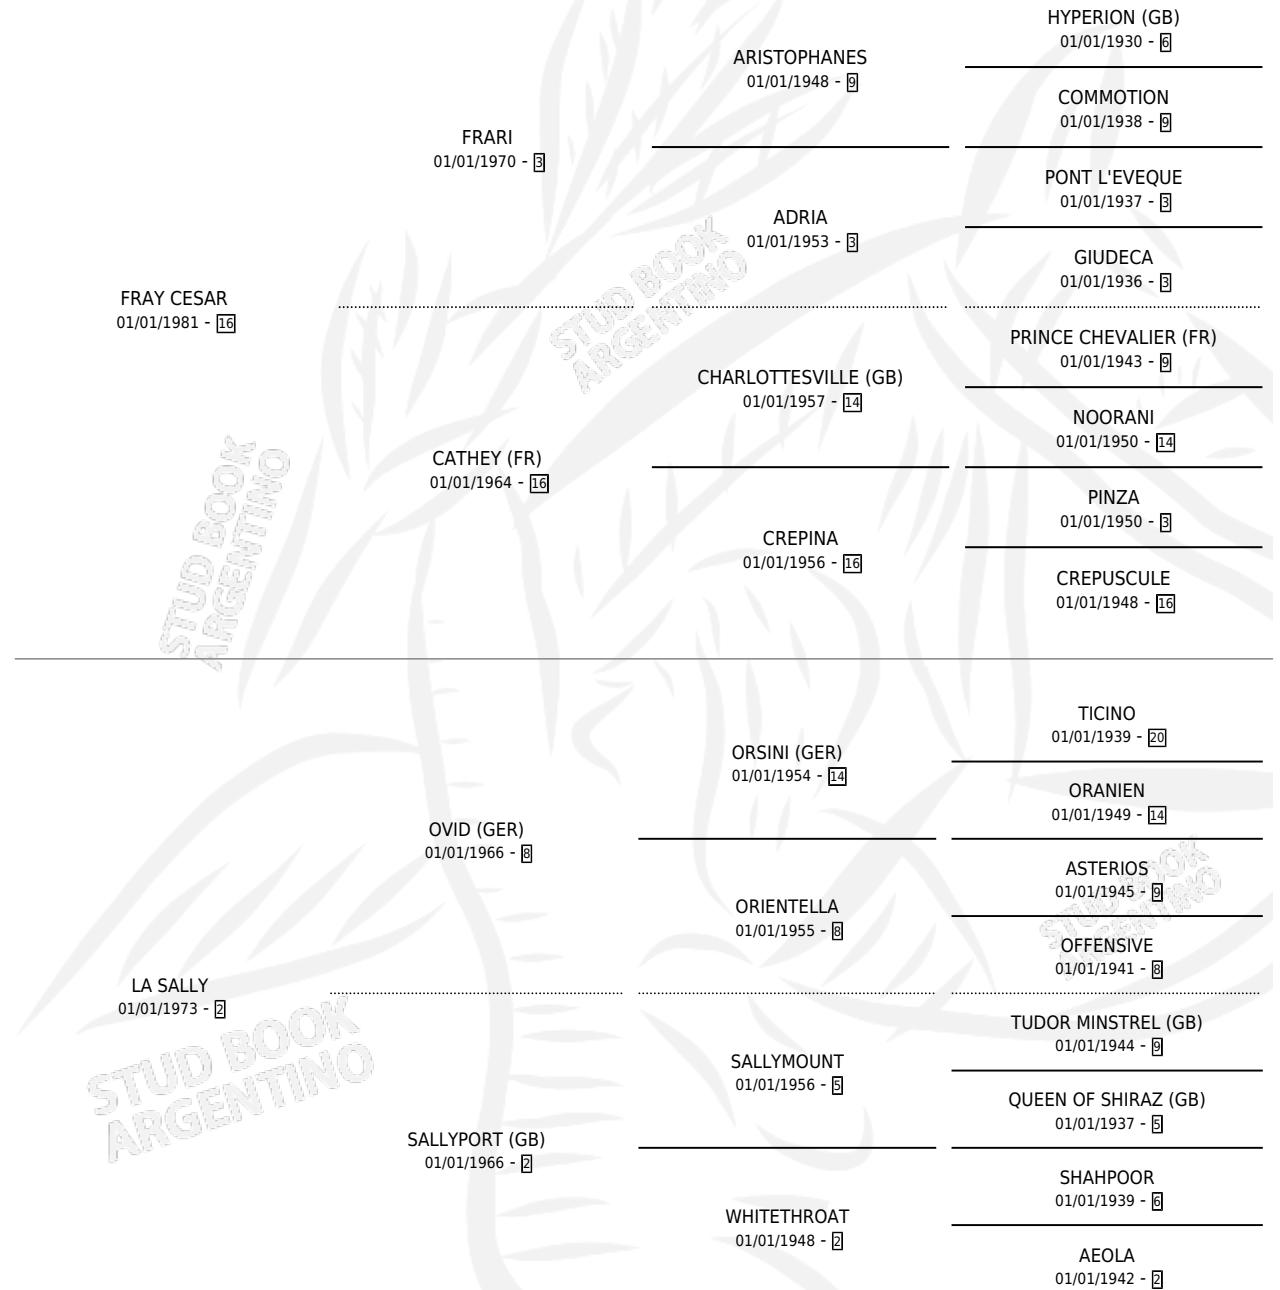 HYPERION (GB)
01/01/1930 - 6
ARISTOPHANES
01/01/1948 - 9
COMMOTION
01/01/1938 - 9
FRARI
01/01/1970 - 3
PONT L'EVEQUE
01/01/1937 - 3
ADRIA
01/01/1953 - 3
GIUDECA
01/01/1936 - 3
FRAY CESAR
01/01/1981 - 16
PRINCE CHEVALIER (FR)
01/01/1943 - 9
CHARLOTTESVILLE (GB)
01/01/1957 - 14
NOORANI
01/01/1950 - 14
CATHEY (FR)
01/01/1964 - 16
PINZA
01/01/1950 - 3
CREPINA
01/01/1956 - 16
CREPUSCULE
01/01/1948 - 16
TICINO
01/01/1939 - 20
ORSINI (GER)
01/01/1954 - 14
ORANIEN
01/01/1949 - 14
OVID (GER)
01/01/1966 - 8
ASTERIOS
01/01/1945 - 9
ORIENTELLA
01/01/1955 - 8
OFFENSIVE
01/01/1941 - 8
LA SALLY
01/01/1973 - 2
TUDOR MINSTREL (GB)
01/01/1944 - 9
SALLYMOUNT
01/01/1956 - 5
QUEEN OF SHIRAZ (GB)
01/01/1937 - 5
SALLYPORT (GB)
01/01/1966 - 2
SHAHPOOR
01/01/1939 - 6
WHITETHROAT
01/01/1948 - 2
AEOLA
01/01/1942 - 2
STUD BOOK
ARGENTINO
STUD BOOK
ARGENTINO
STUD BOOK
ARGENTINO
STUD BOOK
ARGENTINO